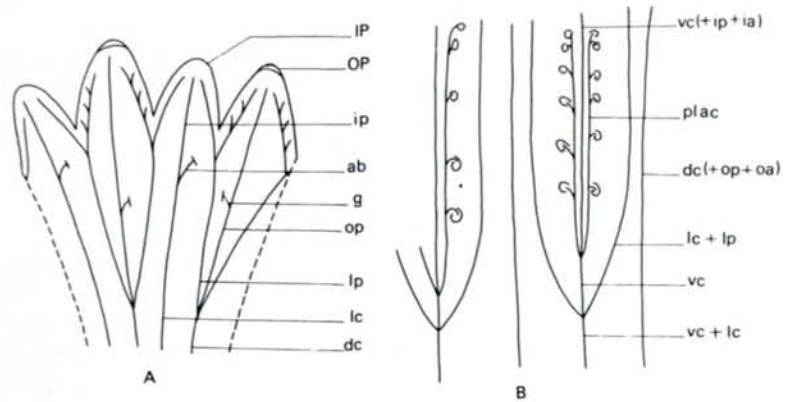 IP
OP
ip
ab
g
op
lp
lc
dc
A
vc(+ip+ia)
plac
dc(+op+oa)
lc + lp
vc
vc + lc
B